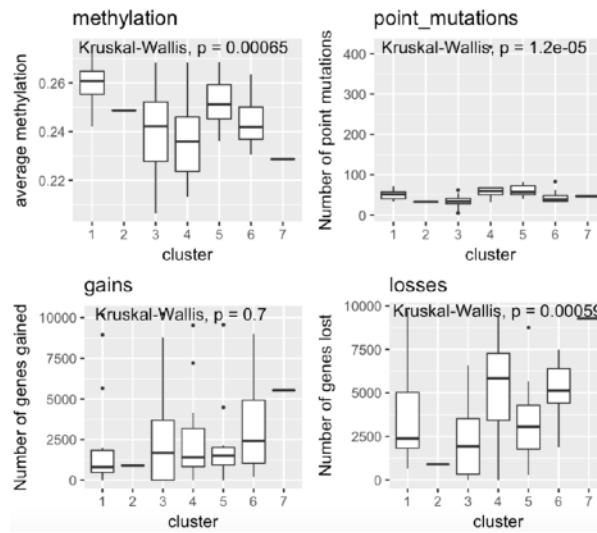 methylation
Kruskal-Wallis, p = 0.00065
average methylation
0.26
0.24
0.22
1 2 3 4 5 6 7
cluster
point_mutations
Kruskal-Wallis, p = 1.2e-05
Number of point mutations
400
300
200
100
0
1 2 3 4 5 6 7
cluster
gains
Kruskal-Wallis, p = 0.7
Number of genes gained
10000
7500
5000
2500
0
1 2 3 4 5 6 7
cluster
losses
Kruskal-Wallis, p = 0.00059
Number of genes lost
10000
7500
5000
2500
0
1 2 3 4 5 6 7
cluster